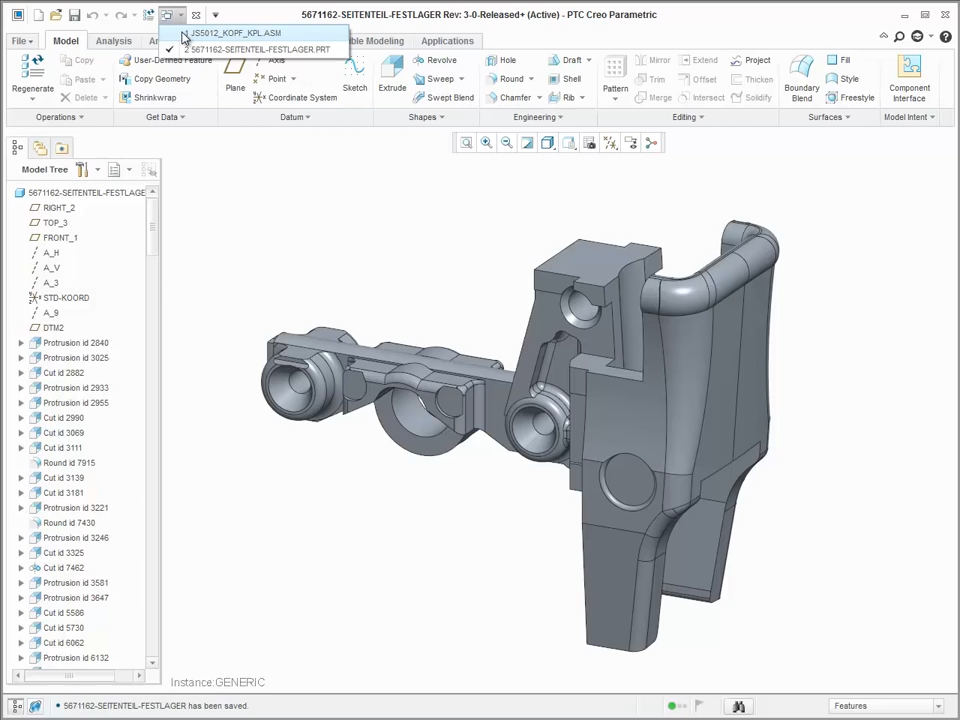 5671162-SEITENTEIL-FESTLAGER Rev: 3-0-Released+ (Active) - PTC Creo Parametric
1 JS5012_KOPF_KPL.ASM
2 5671162-SEITENTEIL-FESTLAGER.PRT
File Model Analysis An ible Modeling Applications
Regenerate
Copy
Paste
Delete
User-Defined Feature
Copy Geometry
Shrinkwrap
Plane
Axis
Point
Coordinate System
Sketch
Extrude
Revolve
Sweep
Swept Blend
Hole
Round
Chamfer
Draft
Shell
Rib
Pattern
Mirror
Merge
Extend
Trim
Intersect
Offset
Project
Thicken
Solidify
Boundary
Blend
Fill
Style
Freestyle
Component
Interface
Operations Get Data Datum Shapes Engineering Editing Surfaces Model Intent
Model Tree
5671162-SEITENTEIL-FESTLAGE
RIGHT_2
TOP_3
FRONT_1
A_H
A_V
A_3
STD-KOORD
A_9
DTM2
Protrusion id 2840
Protrusion id 3025
Cut id 2882
Protrusion id 2933
Protrusion id 2955
Cut id 2990
Cut id 3069
Cut id 3111
Round id 7915
Cut id 3139
Cut id 3181
Protrusion id 3221
Round id 7430
Protrusion id 3246
Cut id 3325
Cut id 7462
Protrusion id 3581
Protrusion id 3647
Cut id 5586
Cut id 5730
Cut id 6062
Protrusion id 6132
Instance:GENERIC
• 5671162-SEITENTEIL-FESTLAGER has been saved.
Features